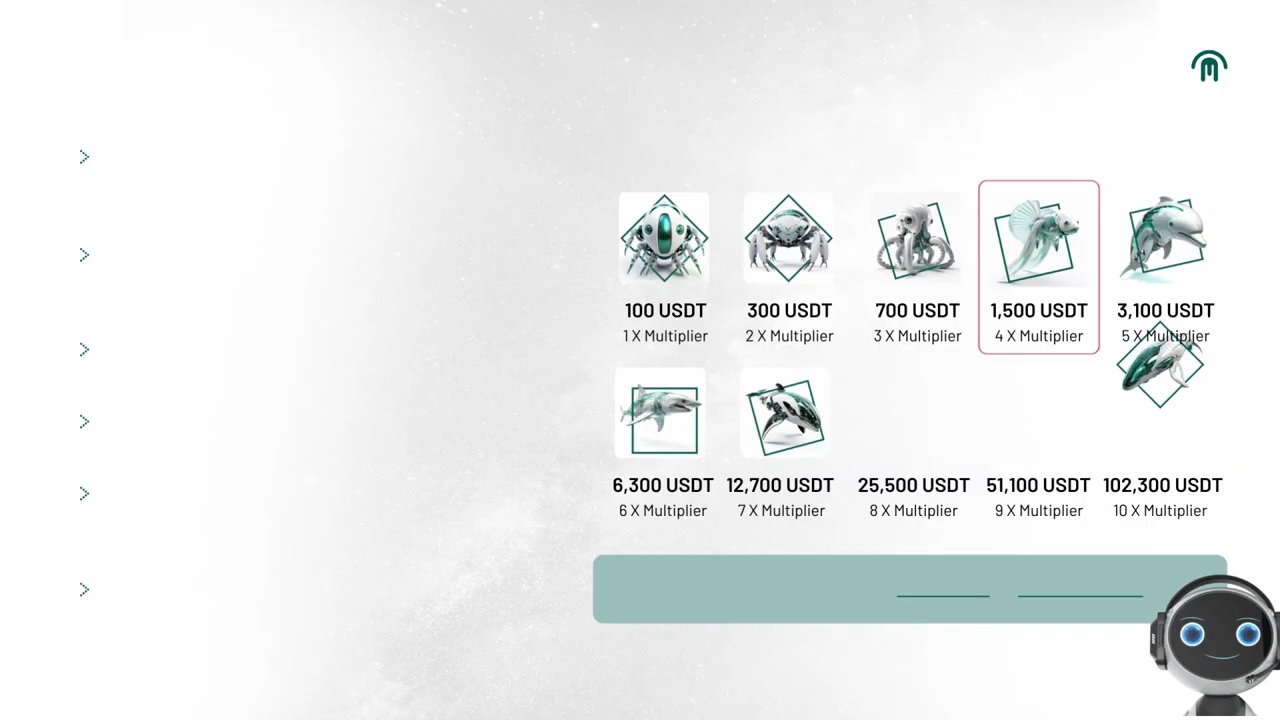 100 USDT 300 USDT 700 USDT 1,500 USDT 3,100 USDT
1 X Multiplier 2 X Multiplier 3 X Multiplier 4 X Multiplier 5 X Multiplier
6,300 USDT 12,700 USDT 25,500 USDT 51,100 USDT 102,300 USDT
6 X Multiplier 7 X Multiplier 8 X Multiplier 9 X Multiplier 10 X Multiplier